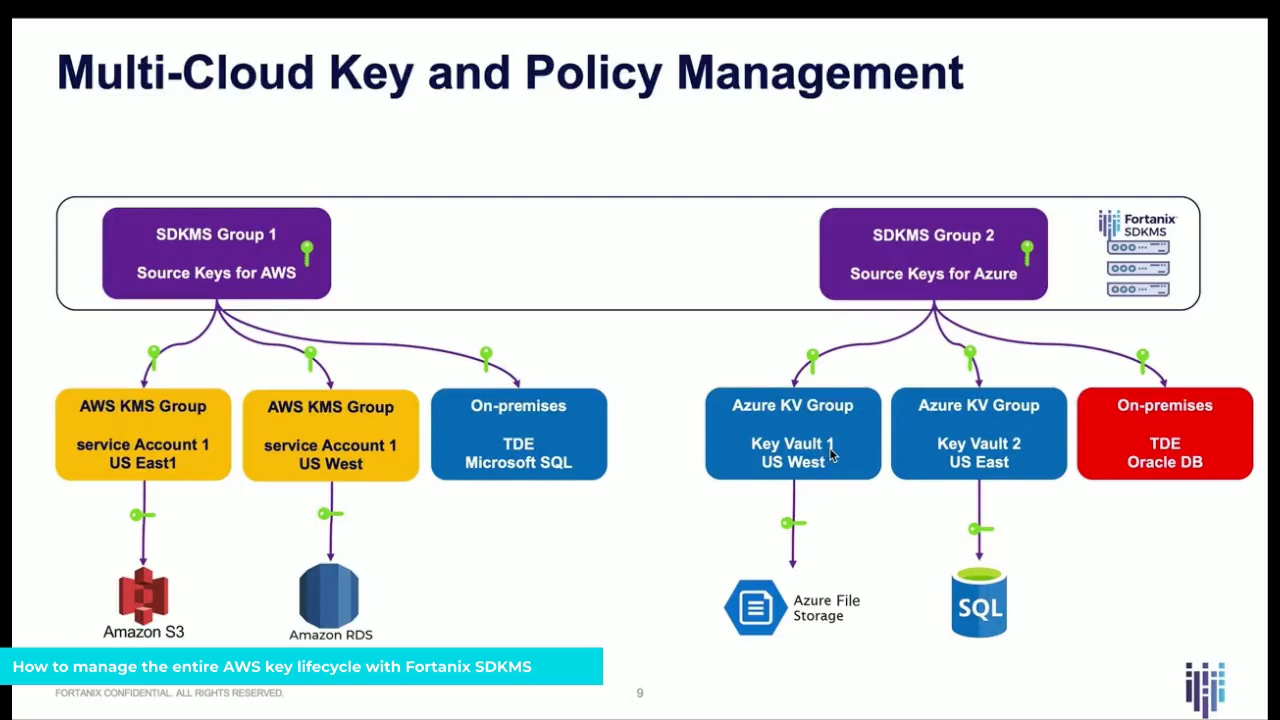 Multi-Cloud Key and Policy Management
SDKMS Group 1
Source Keys for AWS
SDKMS Group 2
Source Keys for Azure
Fortanix
SDKMS
AWS KMS Group
service Account 1
US East1
AWS KMS Group
service Account 1
US West
On-premises
TDE
Microsoft SQL
Azure KV Group
Key Vault 1
US West
Azure KV Group
Key Vault 2
US East
On-premises
TDE
Oracle DB
Amazon S3
Amazon RDS
Azure File
Storage
SQL
How to manage the entire AWS key lifecycle with Fortanix SDKMS
FORTANIX CONFIDENTIAL. ALL RIGHTS RESERVED.
9